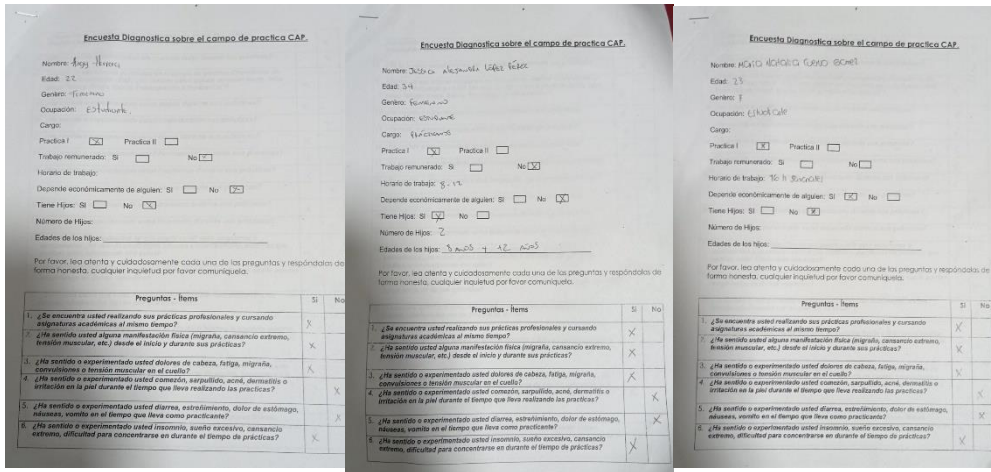 Encuesta Diagnostica sobre el campo de practica CAP.
Nombre:
Edad: 22
Genero: Femenino
Ocupación: Estudiante.
Cargo:
Practica I X Practica II
Trabajo remunerado: Si No X
Horario de trabajo:
Depende económicamente de alguien: SI No X
Tiene Hijos: SI No X
Número de Hijos:
Edades de los hijos:
Por favor, lea atenta y cuidadosamente cada una de las preguntas y respóndalas de
forma honesta, cualquier inquietud por favor comuníquela.
Preguntas - Ítems Si No
1. ¿Se encuentra usted realizando sus prácticas profesionales y cursando
asignaturas académicas al mismo tiempo? X
2. ¿Ha sentido usted alguna manifestación física (migraña, cansancio extremo,
tensión muscular, etc.) desde el inicio y durante sus prácticas? X
3. ¿Ha sentido o experimentado usted dolores de cabeza, fatiga, migraña,
convulsiones o tensión muscular en el cuello? X
4. ¿Ha sentido o experimentado usted comezón, sarpullido, acné, dermatitis o
irritación en la piel durante el tiempo que lleva realizando las practicas? X
5. ¿Ha sentido o experimentado usted diarrea, estreñimiento, dolor de estómago,
náuseas, vomito en el tiempo que lleva como practicante? X
6. ¿Ha sentido o experimentado usted insomnio, sueño excesivo, cansancio
extremo, dificultad para concentrarse en durante el tiempo de prácticas? X
Encuesta Diagnostica sobre el campo de practica CAP.
Nombre: Alejandra López Pérez
Edad: 34
Genero: Femenino
Ocupación: estudiante
Cargo:
Practica I X Practica II
Trabajo remunerado: Si No X
Horario de trabajo: 8-12
Depende económicamente de alguien: SI No X
Tiene Hijos: SI X No
Número de Hijos: 2
Edades de los hijos: años y 12 años
Por favor, lea atenta y cuidadosamente cada una de las preguntas y respóndalas de
forma honesta, cualquier inquietud por favor comuníquela.
Preguntas - Ítems Si No
1. ¿Se encuentra usted realizando sus prácticas profesionales y cursando
asignaturas académicas al mismo tiempo? X
2. ¿Ha sentido usted alguna manifestación física (migraña, cansancio extremo,
tensión muscular, etc.) desde el inicio y durante sus prácticas? X
3. ¿Ha sentido o experimentado usted dolores de cabeza, fatiga, migraña,
convulsiones o tensión muscular en el cuello? X
4. ¿Ha sentido o experimentado usted comezón, sarpullido, acné, dermatitis o
irritación en la piel durante el tiempo que lleva realizando las practicas? X
5. ¿Ha sentido o experimentado usted diarrea, estreñimiento, dolor de estómago,
náuseas, vomito en el tiempo que lleva como practicante? X
6. ¿Ha sentido o experimentado usted insomnio, sueño excesivo, cansancio
extremo, dificultad para concentrarse en durante el tiempo de prácticas? X
Encuesta Diagnostica sobre el campo de practica CAP.
Nombre: Maria Natalia
Edad: 23
Genero: F
Ocupación: Estudiante
Cargo:
Practica I X Practica II
Trabajo remunerado: Si No
Horario de trabajo:
Depende económicamente de alguien: SI X No
Tiene Hijos: SI No X
Número de Hijos:
Edades de los hijos:
Por favor, lea atenta y cuidadosamente cada una de las preguntas y respóndalas de
forma honesta, cualquier inquietud por favor comuníquela.
Preguntas - Ítems Si No
1. ¿Se encuentra usted realizando sus prácticas profesionales y cursando
asignaturas académicas al mismo tiempo? X
2. ¿Ha sentido usted alguna manifestación física (migraña, cansancio extremo,
tensión muscular, etc.) desde el inicio y durante sus prácticas? X
3. ¿Ha sentido o experimentado usted dolores de cabeza, fatiga, migraña,
convulsiones o tensión muscular en el cuello? X
4. ¿Ha sentido o experimentado usted comezón, sarpullido, acné, dermatitis o
irritación en la piel durante el tiempo que lleva realizando las practicas? X
5. ¿Ha sentido o experimentado usted diarrea, estreñimiento, dolor de estómago,
náuseas, vomito en el tiempo que lleva como practicante? X
6. ¿Ha sentido o experimentado usted insomnio, sueño excesivo, cansancio
extremo, dificultad para concentrarse en durante el tiempo de prácticas? X